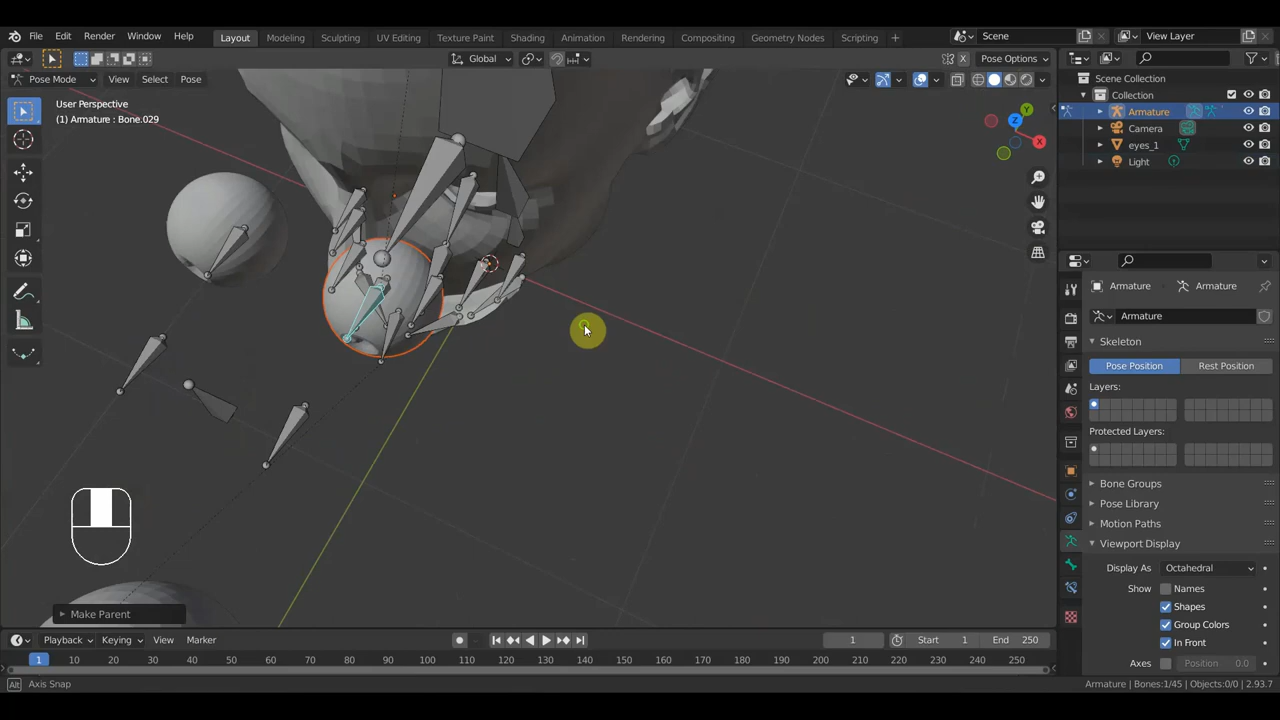 File Edit Render Window Help Layout Modeling Sculpting UV Editing Texture Paint Shading Animation Rendering Compositing Geometry Nodes Scripting + Scene View Layer
Global Pose Options
Pose Mode View Select Pose
User Perspective
(1) Armature : Bone.029
Y
Z
X
Make Parent
Scene Collection
Collection
Armature
Camera
eyes_1
Light
Armature Armature
Armature
Skeleton
Pose Position Rest Position
Layers:
Protected Layers:
Bone Groups
Pose Library
Motion Paths
Viewport Display
Display As Octahedral
Show Names
Shapes
Group Colors
In Front
Axes Position 0.0
Playback Keying View Marker 1 Start 1 End 250
1 10 20 30 40 50 60 70 80 90 100 110 120 130 140 150 160 170 180 190 200 210 220 230 240 250
Alt Axis Snap Armature | Bones:1/45 | Objects:0/0 | 2.93.7